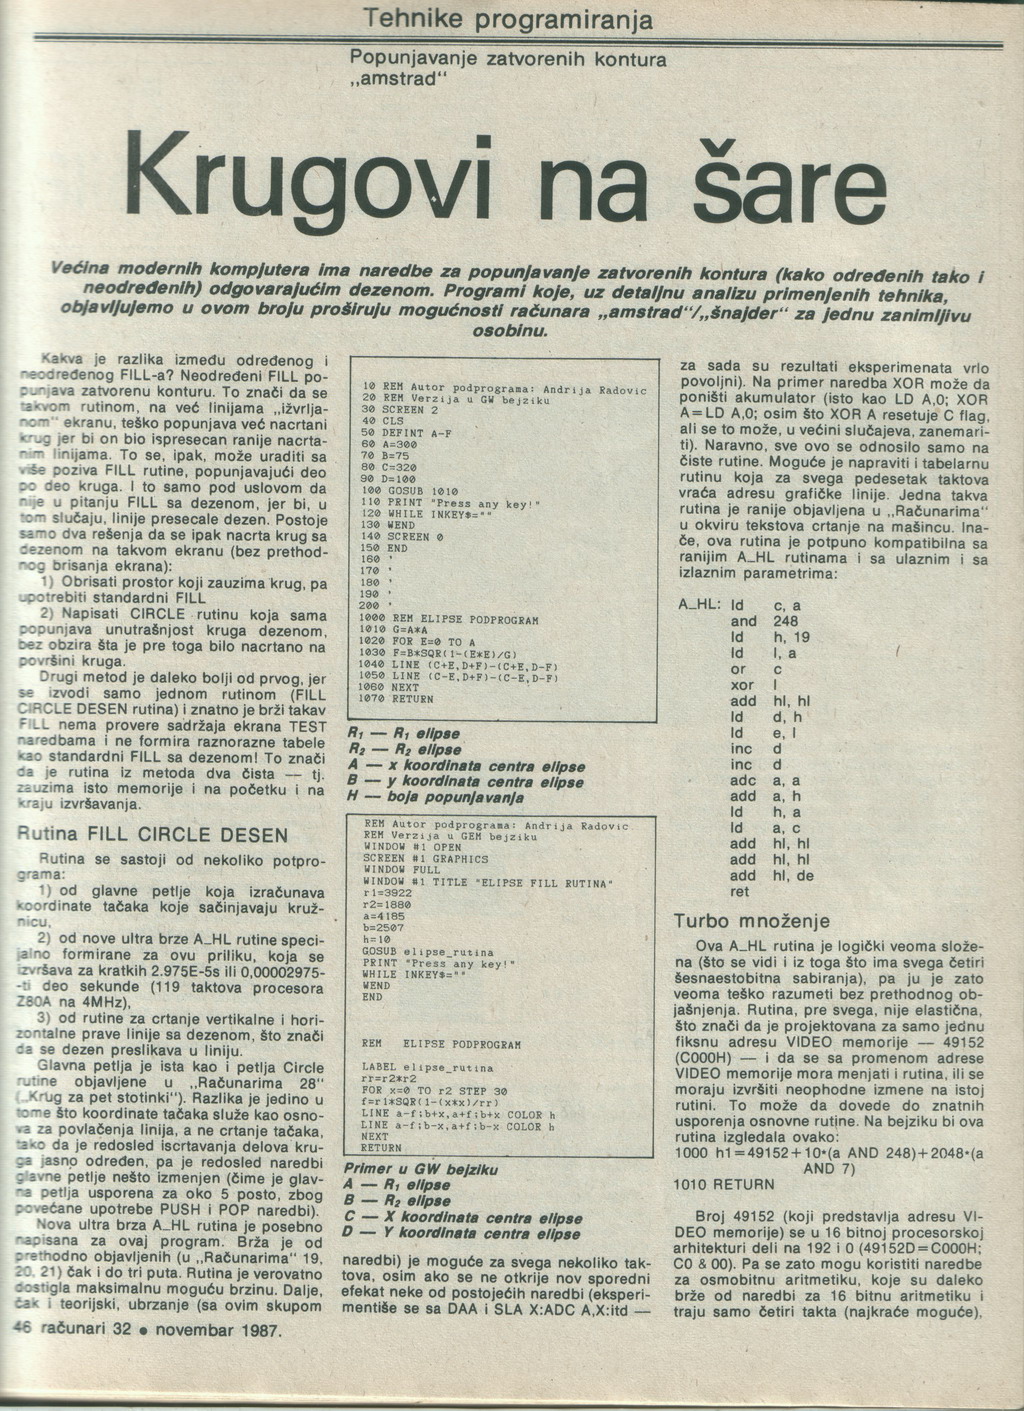 Tehnike programiranja
Popunjavanje zatvorenih kontura
„amstrad“
Krugovi na šare
Većina modernih kompjutera ima naredbe za popunjavanje zatvorenih kontura (kako određenih tako i
neodređenih) odgovarajućim dezenom. Programi koje, uz detaljnu analizu primenjenih tehnika,
objavljujemo u ovom broju proširuju mogućnosti računara „amstrad“/„šnajder“ za jednu zanimljivu
osobinu.
Kakva je razlika između određenog i
neodređenog FILL-a? Neodređeni FILL po-
punjava zatvorenu konturu. To znači da se
takvom rutinom, na već linijama „ižvrlja-
nom“ ekranu, teško popunjava već nacrtani
krug jer bi on bio ispresecan ranije nacrta-
nim linijama. To se, ipak, može uraditi sa
više poziva FILL rutine, popunjavajući deo
po deo kruga. I to samo pod uslovom da
nije u pitanju FILL sa dezenom, jer bi, u
tom slučaju, linije presecale dezen. Postoje
samo dva rešenja da se ipak nacrta krug sa
dezenom na takvom ekranu (bez prethod-
nog brisanja ekrana):
1) Obrisati prostor koji zauzima krug, pa
upotrebiti standardni FILL
2) Napisati CIRCLE rutinu koja sama
popunjava unutrašnjost kruga dezenom,
bez obzira šta je pre toga bilo nacrtano na
površini kruga.
Drugi metod je daleko bolji od prvog, jer
se izvodi samo jednom rutinom (FILL
CIRCLE DESEN rutina) i znatno je brži takav
FILL nema provere sadržaja ekrana TEST
naredbama i ne formira raznorazne tabele
kao standardni FILL sa dezenom! To znači
da je rutina iz metoda dva čista — tj.
zauzima isto memorije i na početku i na
kraju izvršavanja.
Rutina FILL CIRCLE DESEN
Rutina se sastoji od nekoliko potpro-
grama:
1) od glavne petlje koja izračunava
koordinate tačaka koje sačinjavaju kruž-
nicu,
2) od nove ultra brze A_HL rutine speci-
jalno formirane za ovu priliku, koja se
izvršava za kratkih 2.975E-5s ili 0,00002975-
-ti deo sekunde (119 taktova procesora
Z80A na 4MHz),
3) od rutine za crtanje vertikalne i hori-
zontalne prave linije sa dezenom, što znači
da se dezen preslikava u liniju.
Glavna petlja je ista kao i petlja Circle
rutine objavljene u „Računarima 28“
(„Krug za pet stotinki“). Razlika je jedino u
tome što koordinate tačaka služe kao osno-
va za povlačenja linija, a ne crtanje tačaka,
tako da je redosled iscrtavanja delova kru-
ga jasno određen, pa je redosled naredbi
glavne petlje nešto izmenjen (čime je glav-
na petlja usporena za oko 5 posto, zbog
povećane upotrebe PUSH i POP naredbi).
Nova ultra brza A_HL rutina je posebno
napisana za ovaj program. Brža je od
prethodno objavljenih (u „Računarima“ 19,
20, 21) čak i do tri puta. Rutina je verovatno
dostigla maksimalnu moguću brzinu. Dalje,
čak i teorijski, ubrzanje (sa ovim skupom
10 REM Autor podprograma: Andrija Radovic
20 REM Verzija u GW bejziku
30 SCREEN 2
40 CLS
50 DEFINT A-F
60 A=300
70 B=75
80 C=320
90 D=100
100 GOSUB 1010
110 PRINT "Press any key!"
120 WHILE INKEY$=""
130 WEND
140 SCREEN 0
150 END
160 '
170 '
180 '
190 '
200 '
1000 REM ELIPSE PODPROGRAM
1010 G=A*A
1020 FOR E=0 TO A
1030 F=B*SQR(1-(E*E)/G)
1040 LINE (C+E,D+F)-(C+E,D-F)
1050 LINE (C-E,D+F)-(C-E,D-F)
1060 NEXT
1070 RETURN
R₁ — R₁ elipse
R₂ — R₂ elipse
A — x koordinata centra elipse
B — y koordinata centra elipse
H — boja popunjavanja
REM Autor podprograma: Andrija Radovic
REM Verzija u GEM bejziku
WINDOW #1 OPEN
SCREEN #1 GRAPHICS
WINDOW FULL
WINDOW #1 TITLE "ELIPSE FILL RUTINA"
r1=3922
r2=1880
a=4185
b=2507
h=10
GOSUB elipse_rutina
PRINT "Press any key!"
WHILE INKEY$=""
WEND
END
REM ELIPSE PODPROGRAM
LABEL elipse_rutina
rr=r2*r2
FOR x=0 TO r2 STEP 30
f=r1*SQR(1-(x*x)/rr)
LINE a-f;b+x,a+f;b+x COLOR h
LINE a-f;b-x,a+f;b-x COLOR h
NEXT
RETURN
Primer u GW bejziku
A — R₁ elipse
B — R₂ elipse
C — X koordinata centra elipse
D — Y koordinata centra elipse
naredbi) je moguće za svega nekoliko tak-
tova, osim ako se ne otkrije nov sporedni
efekat neke od postojećih naredbi (eksperi-
mentiše se sa DAA i SLA X:ADC A,X:itd —
za sada su rezultati eksperimenata vrlo
povoljni). Na primer naredba XOR može da
poništi akumulator (isto kao LD A,0; XOR
A=LD A,0; osim što XOR A resetuje C flag,
ali se to može, u većini slučajeva, zanemari-
ti). Naravno, sve ovo se odnosilo samo na
čiste rutine. Moguće je napraviti i tabelarnu
rutinu koja za svega pedesetak taktova
vraća adresu grafičke linije. Jedna takva
rutina je ranije objavljena u „Računarima“
u okviru tekstova crtanje na mašincu. Ina-
če, ova rutina je potpuno kompatibilna sa
ranijim A_HL rutinama i sa ulaznim i sa
izlaznim parametrima:
A_HL: ld c, a
and 248
ld h, 19
ld l, a
or c
xor l
add hl, hl
ld d, h
ld e, l
inc d
inc d
adc a, a
add a, h
ld h, a
ld a, c
add hl, hl
add hl, hl
add hl, de
ret
Turbo množenje
Ova A_HL rutina je logički veoma slože-
na (što se vidi i iz toga što ima svega četiri
šesnaestobitna sabiranja), pa ju je zato
veoma teško razumeti bez prethodnog ob-
jašnjenja. Rutina, pre svega, nije elastična,
što znači da je projektovana za samo jednu
fiksnu adresu VIDEO memorije — 49152
(C000H) — i da se sa promenom adrese
VIDEO memorije mora menjati i rutina, ili se
moraju izvršiti neophodne izmene na istoj
rutini. To može da dovede do znatnih
usporenja osnovne rutine. Na bejziku bi ova
rutina izgledala ovako:
1000 h1=49152+10*(a AND 248)+2048*(a
AND 7)
1010 RETURN
Broj 49152 (koji predstavlja adresu VI-
DEO memorije) se u 16 bitnoj procesorskoj
arhitekturi deli na 192 i 0 (49152D=C000H;
C0 & 00). Pa se zato mogu koristiti naredbe
za osmobitnu aritmetiku, koje su daleko
brže od naredbi za 16 bitnu aritmetiku i
traju samo četiri takta (najkraće moguće),
46 računari 32 • novembar 1987.